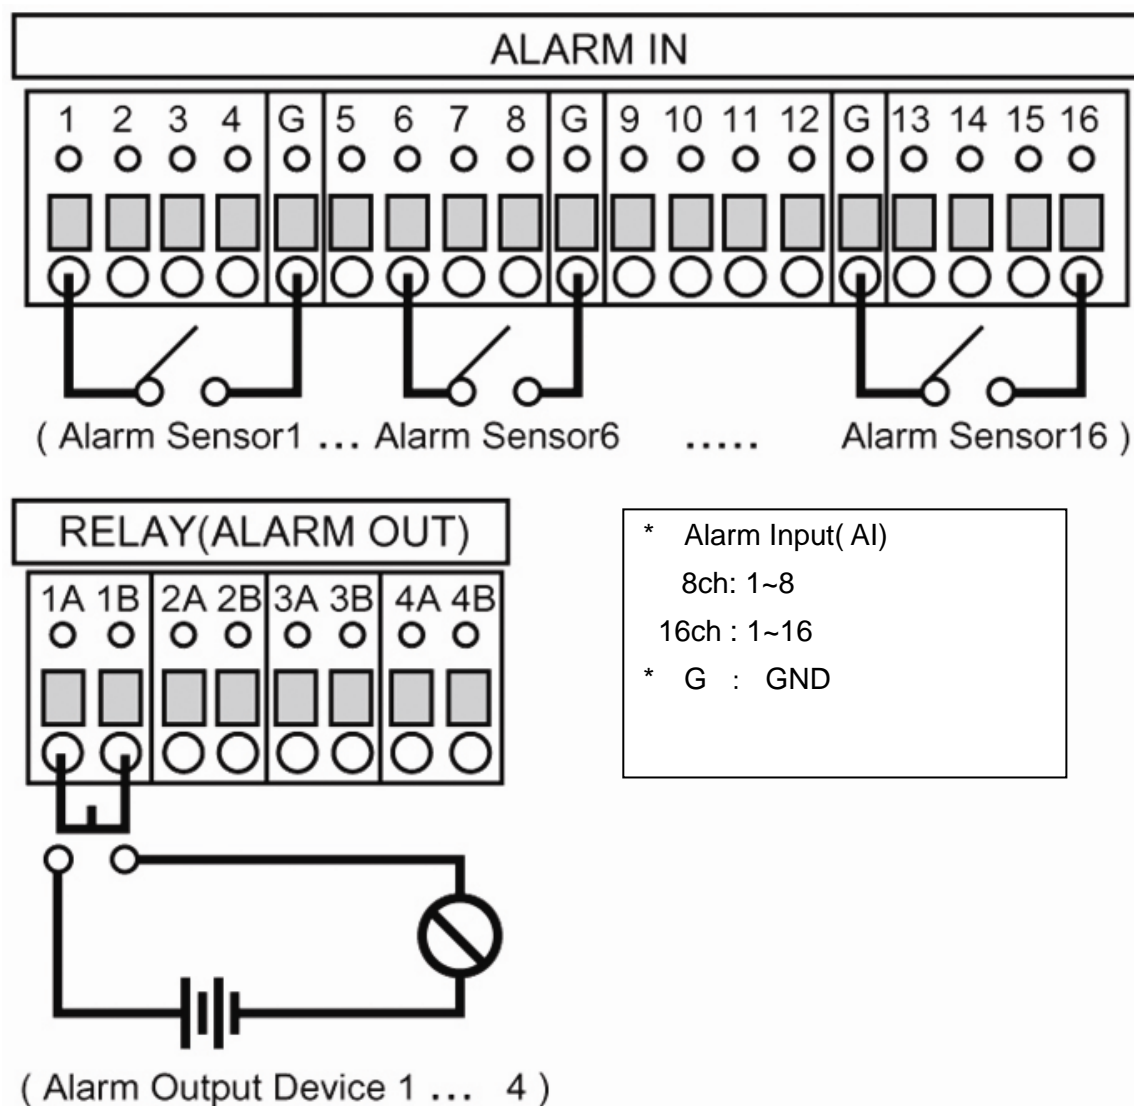 ALARM IN
1 2 3 4 G 5 6 7 8 G 9 10 11 12 G 13 14 15 16
( Alarm Sensor1 ... Alarm Sensor6 ..... Alarm Sensor16 )
RELAY(ALARM OUT)
1A 1B 2A 2B 3A 3B 4A 4B
* Alarm Input( AI)
8ch: 1~8
16ch : 1~16
* G : GND
( Alarm Output Device 1 ... 4 )